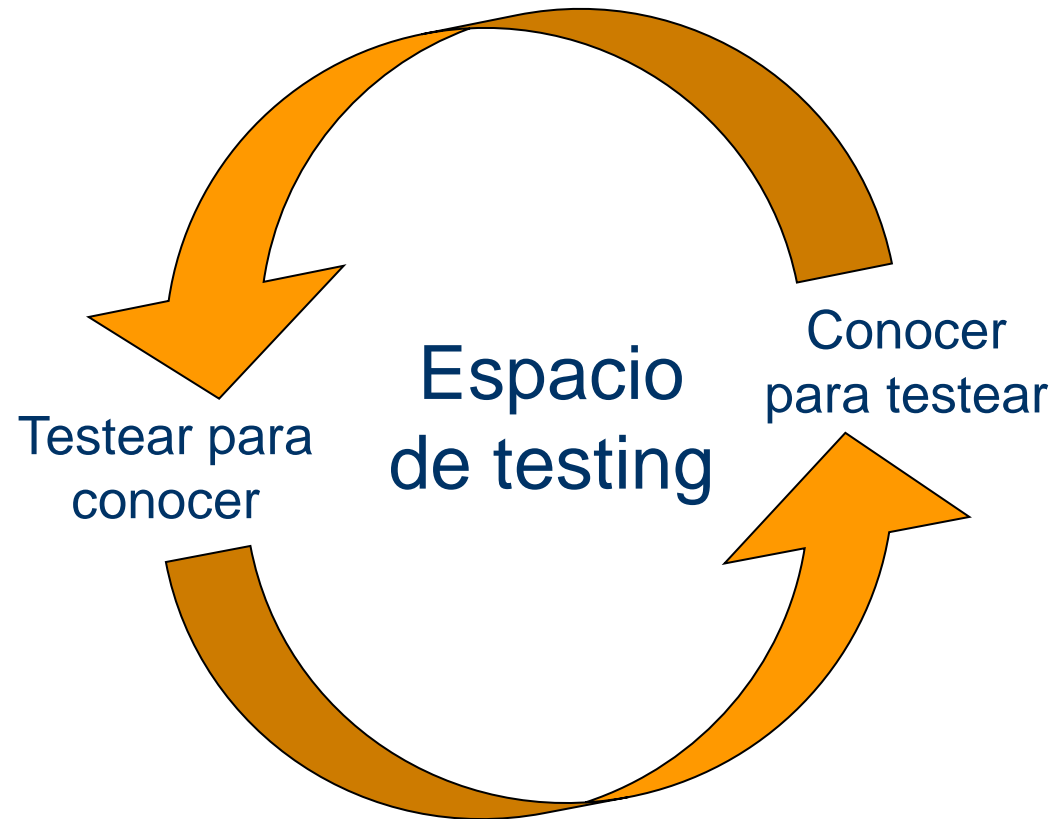 Espacio
de testing
Conocer
para testear
Testear para
conocer